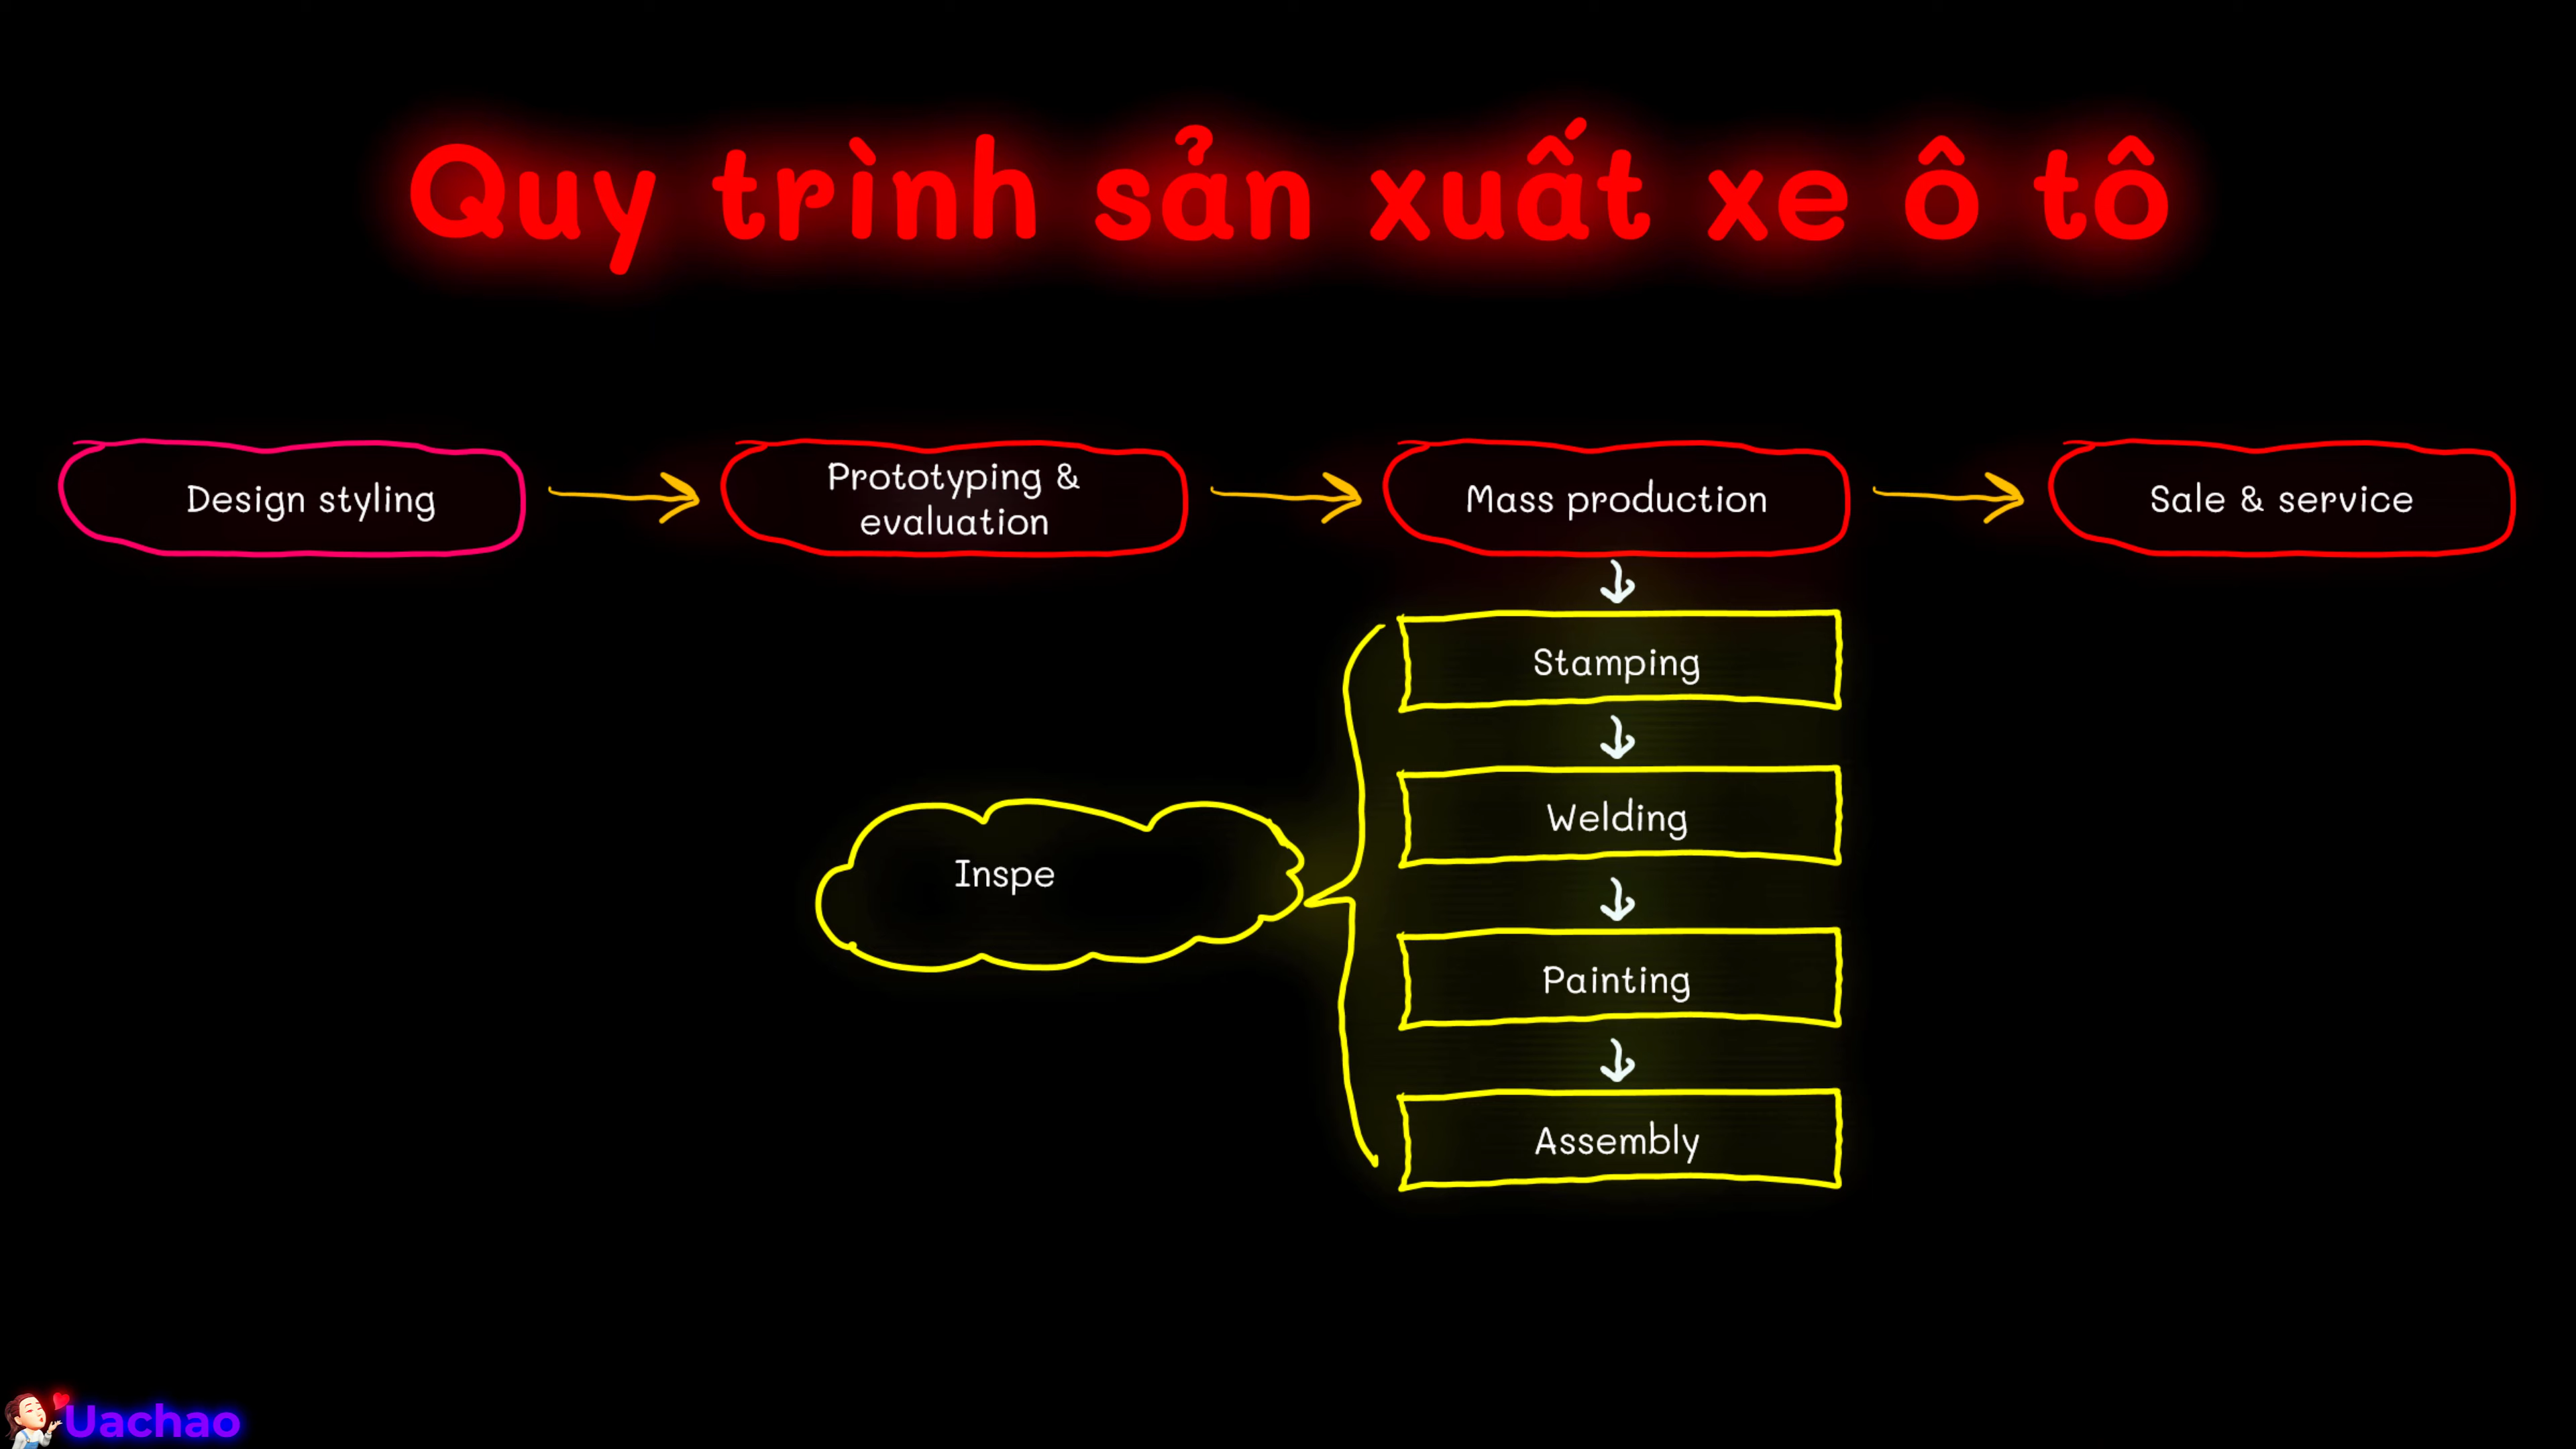 Quy trình sản xuất xe ô tô
Design styling
Prototyping &
evaluation
Mass production
Sale & service
Stamping
Welding
Inspe
Painting
Assembly
Uachao